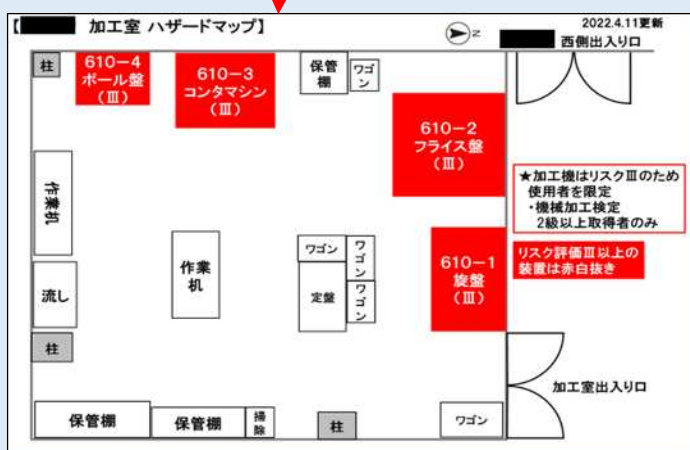 【 加工室 ハザードマップ】
2022.4.11更新
N
西側出入り口
柱
610-4
ボール盤
(Ⅲ)
610-3
コンタマシン
(Ⅲ)
保管
棚
ワゴ
ン
610-2
フライス盤
(Ⅲ)
★加工機はリスクⅢのため
使用者を限定
・機械加工検定
2級以上取得者のみ
作業机
作業
机
ワゴン
ワゴン
定盤
ワゴン
610-1
旋盤
(Ⅲ)
リスク評価Ⅲ以上の
装置は赤白抜き
流し
柱
加工室出入り口
保管棚
保管棚
掃
除
柱
ワゴン